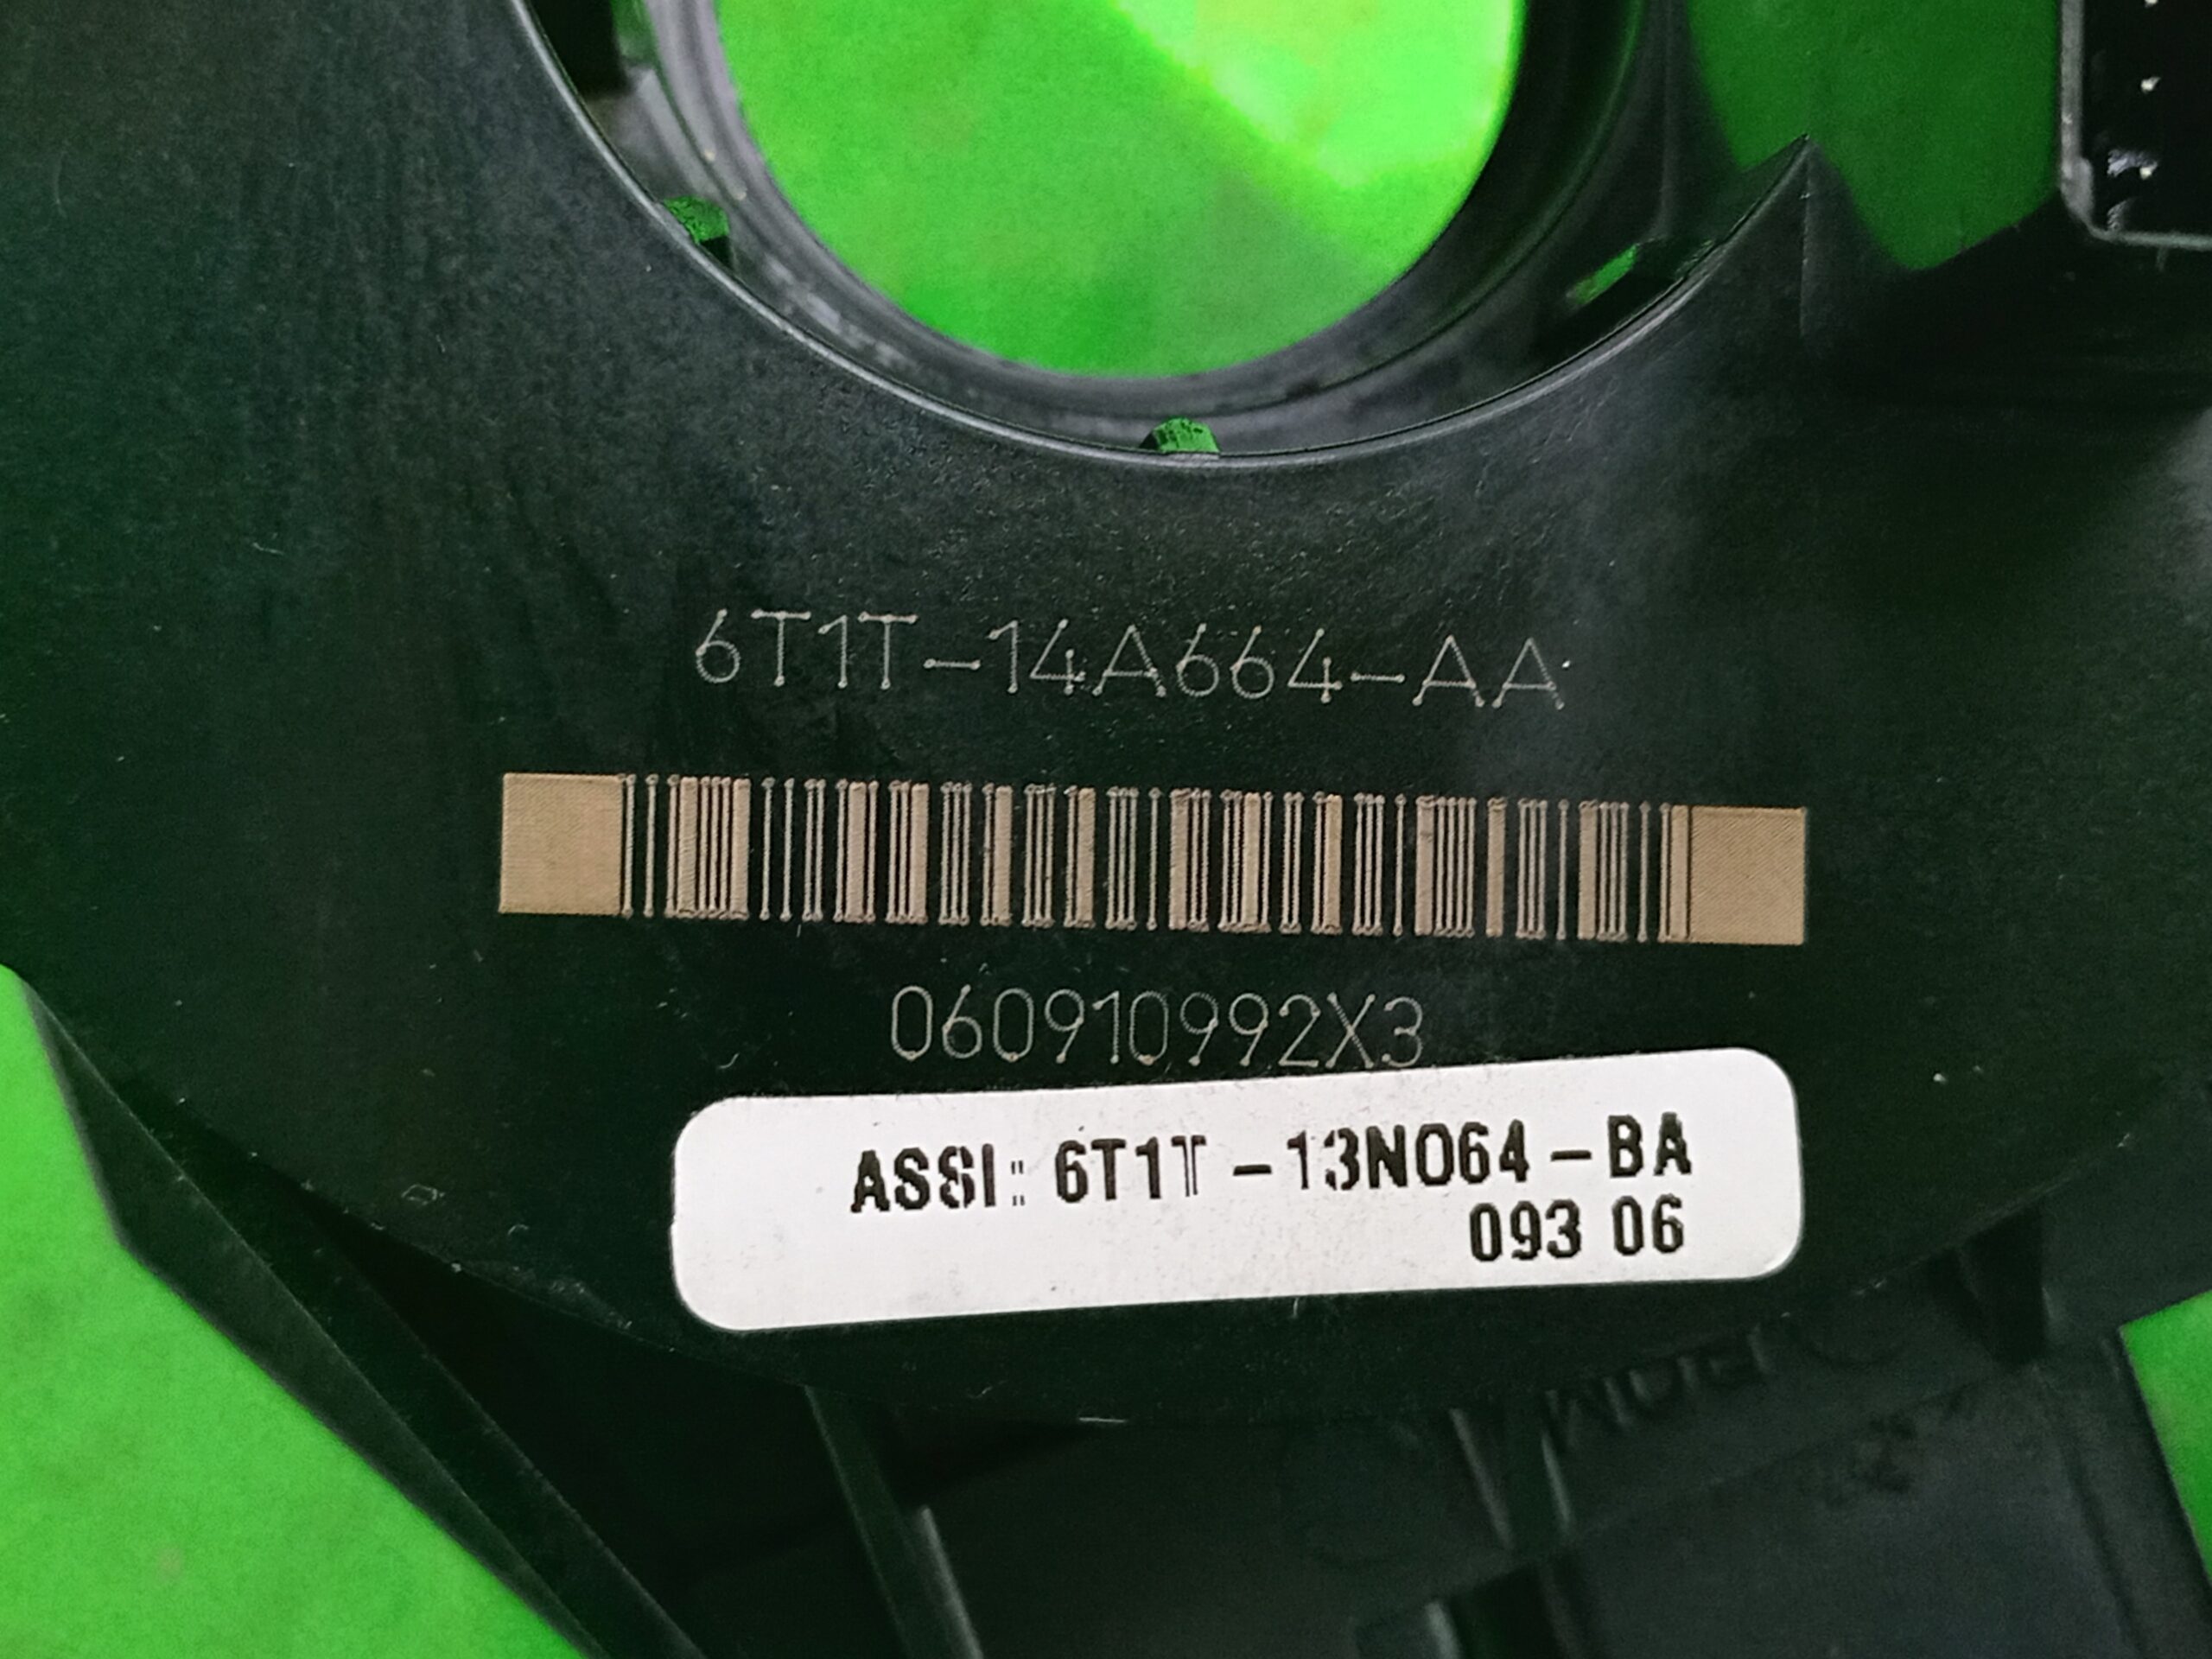 6T1T-14A664-AA
060910992X3
ASSI: 6T1T -13N064-BA
093 06